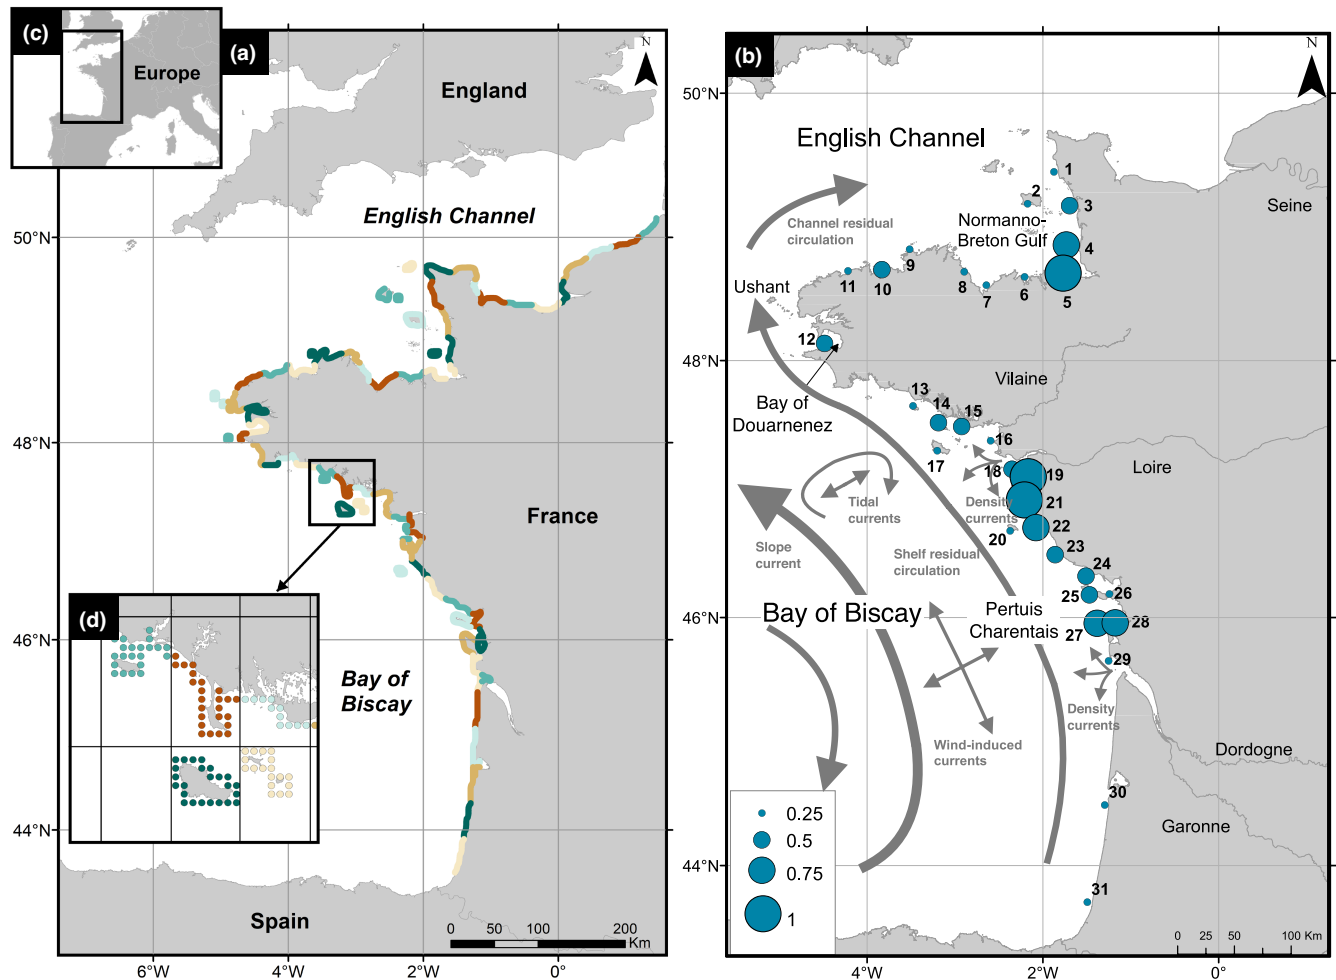 (c)
Europe
(a)
N
England
English Channel
50°N
48°N
46°N
44°N
France
(d)
Bay of
Biscay
Spain
0
50
100
200
Km
6°W
4°W
2°W
0°
(b)
N
50°N
48°N
46°N
44°N
English Channel
1
2
3
Seine
Normanno-
Breton Gulf
4
Channel residual
circulation
9
11
10
8
7
6
5
Ushant
12
Vilaine
Bay of
Douarnenez
13
14
15
16
17
18
19
Loire
Tidal
currents
Density
currents
21
20
22
Slope
current
Shelf residual
circulation
23
24
25
26
Bay of Biscay
Pertuis
Charentais
27
28
29
Density
currents
Wind-induced
currents
Dordogne
30
Garonne
31
0.25
0.5
0.75
1
0
25
50
100 Km
4°W
2°W
0°